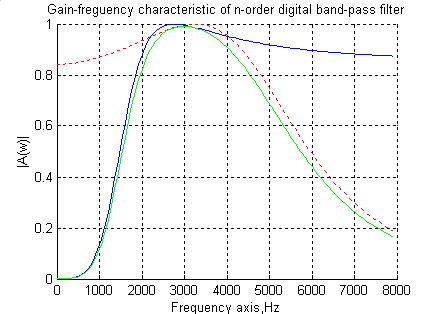 Gain-freguency characteristic of n-order digital band-pass filter
|A(w)|
1
0.8
0.6
0.4
0.2
0
0 1000 2000 3000 4000 5000 6000 7000 8000
Frequency axis,Hz